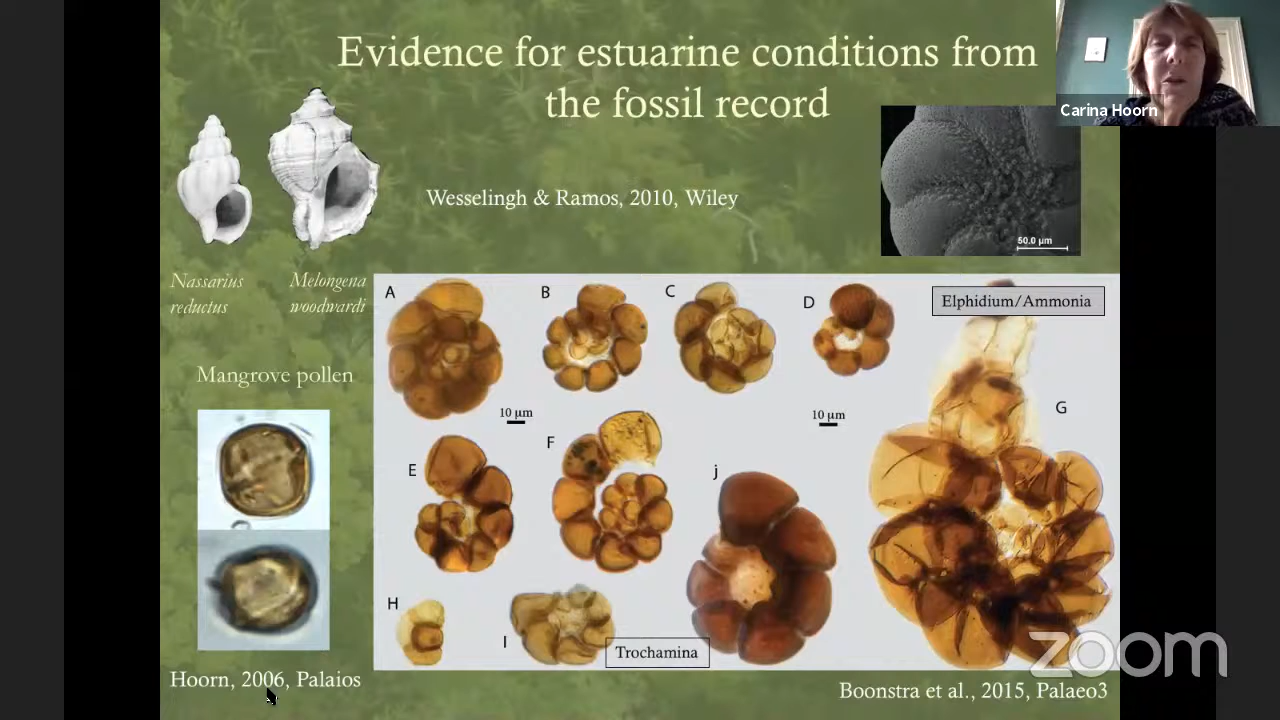 Evidence for estuarine conditions from
the fossil record
Carina Hoorn
Wesselingh & Ramos, 2010, Wiley
50.0 µm
Nassarius
reductus
Melongena
woodwardi
Mangrove pollen
Hoorn, 2006, Palaios
A
B
C
D
Elphidium/Ammonia
10 µm
10 µm
G
E
F
j
H
I
Trochamina
zoom
Boonstra et al., 2015, Palaeo3